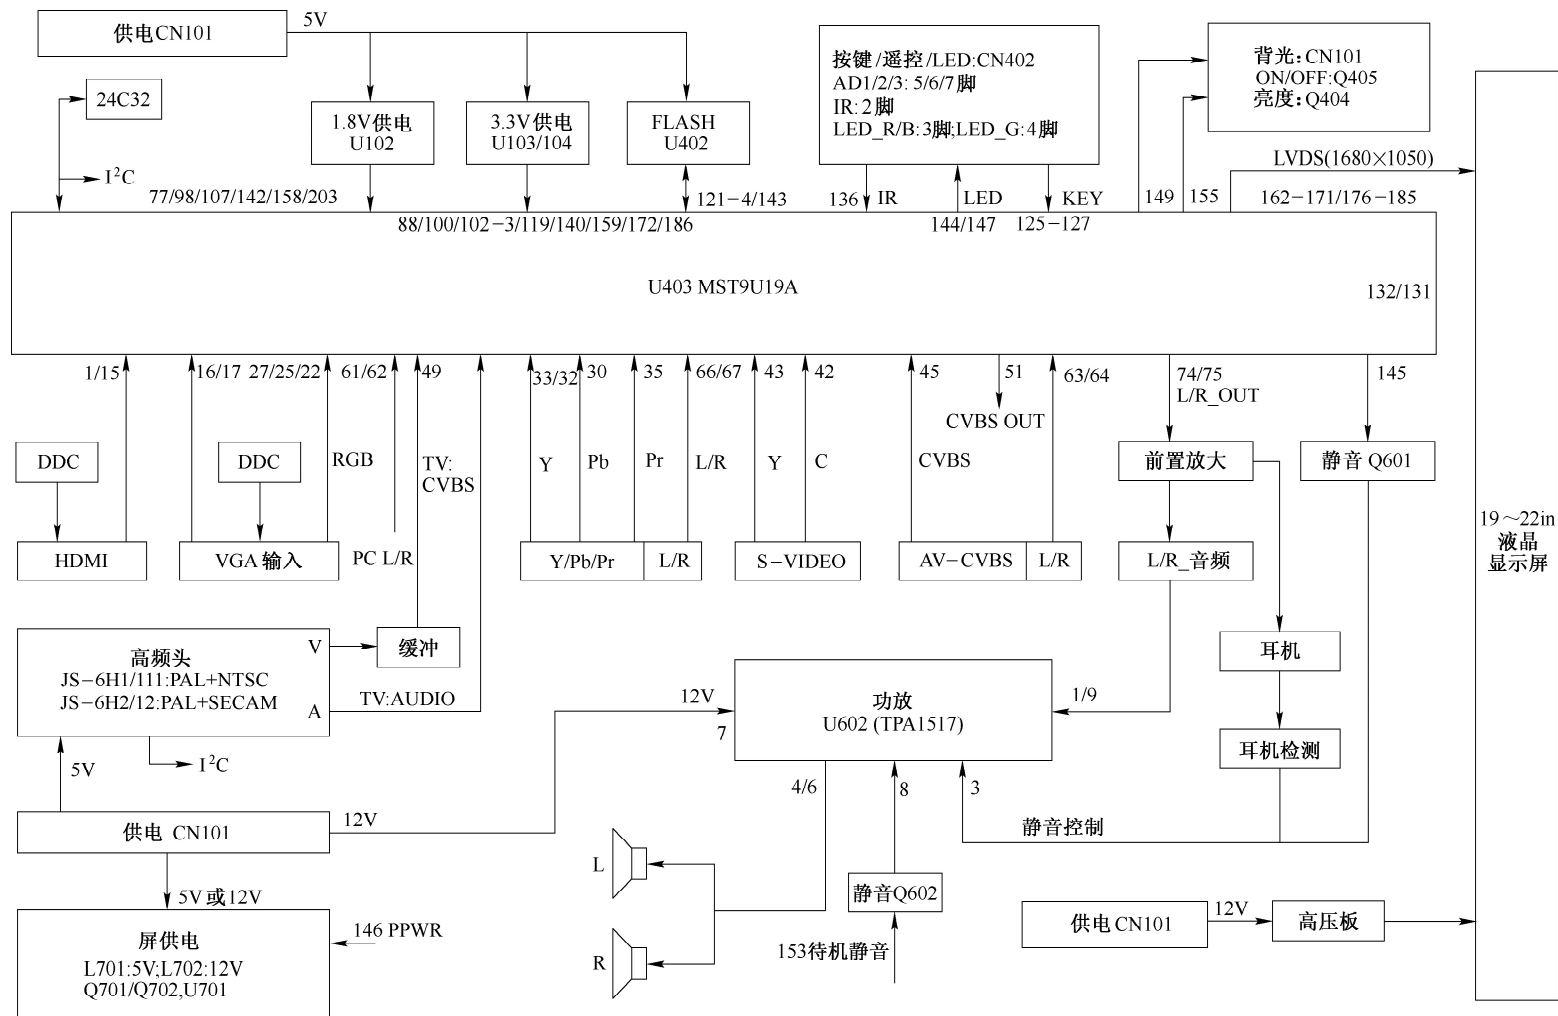 供电CN101
5V
24C32
I²C
1.8V供电
U102
3.3V供电
U103/104
FLASH
U402
按键/遥控/LED:CN402
AD1/2/3: 5/6/7脚
IR: 2脚
LED_R/B:3脚;LED_G:4脚
背光:CN101
ON/OFF:Q405
亮度:Q404
LVDS(1680×1050)
77/98/107/142/158/203
121-4/143
136
IR
LED
KEY
149
155
162-171/176-185
88/100/102-3/119/140/159/172/186
144/147
125-127
U403 MST9U19A
132/131
1/15
16/17
27/25/22
61/62
49
33/32
30
35
66/67
43
42
45
51
63/64
74/75
L/R_OUT
145
CVBS OUT
DDC
DDC
RGB
TV:
CVBS
Y
Pb
Pr
L/R
Y
C
CVBS
前置放大
静音Q601
HDMI
VGA输入
PC L/R
Y/Pb/Pr
L/R
S-VIDEO
AV-CVBS
L/R
L/R_音频
19～22in
液晶
显示屏
高频头
JS-6H1/111:PAL+NTSC
JS-6H2/12:PAL+SECAM
V
A
缓冲
TV:AUDIO
I²C
5V
12V
7
功放
U602 (TPA1517)
1/9
耳机
耳机检测
4/6
8
3
静音控制
供电 CN101
12V
5V或12V
屏供电
L701:5V;L702:12V
Q701/Q702,U701
146 PPWR
L
R
静音Q602
153待机静音
供电CN101
12V
高压板